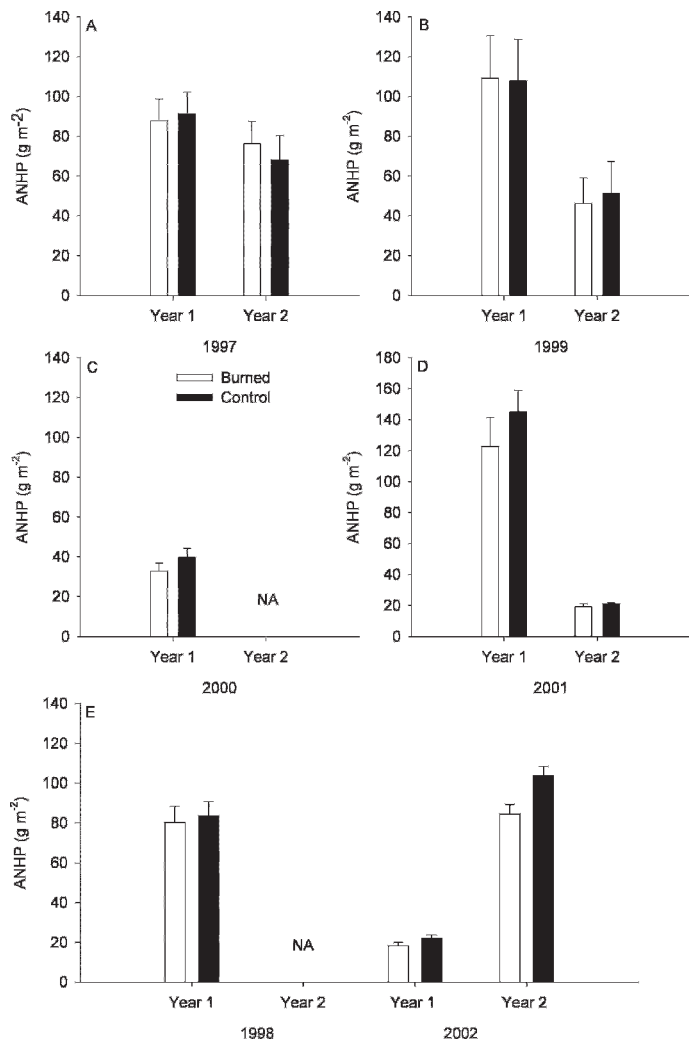 A
ANHP (g m-2)
140
120
100
80
60
40
20
0
Year 1
Year 2
1997
B
ANHP (g m-2)
140
120
100
80
60
40
20
0
Year 1
Year 2
1999
C
Burned
Control
ANHP (g m-2)
140
120
100
80
60
40
20
0
NA
Year 1
Year 2
2000
D
ANHP (g m-2)
180
160
140
120
100
80
60
40
20
0
Year 1
Year 2
2001
E
ANHP (g m-2)
140
120
100
80
60
40
20
0
NA
Year 1
Year 2
Year 1
Year 2
1998
2002